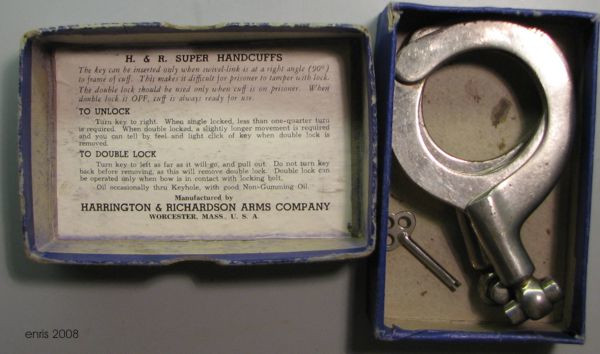 H. & R. SUPER HANDCUFFS
The key can be inserted only when swivel-link is at a right angle (90°)
to frame of cuff. This makes it difficult for prisoner to tamper with lock.
The double lock should be used only when cuff is on prisoner. When
double lock is OFF, cuff is always ready for use.
TO UNLOCK
Turn key to right. When single locked, less than one-quarter turn
is required. When double locked, a slightly longer movement is required
and you can tell by feel and light click of key when double lock is
removed.
TO DOUBLE LOCK
Turn key to left as far as it will go, and pull out. Do not turn key
back before removing, as this will remove double lock. Double lock can
be operated only when bow is in contact with locking bolt.
Oil occasionally thru Keyhole, with good Non-Gumming Oil.
Manufactured by
HARRINGTON & RICHARDSON ARMS COMPANY
WORCESTER, MASS., U. S. A.
enris 2008